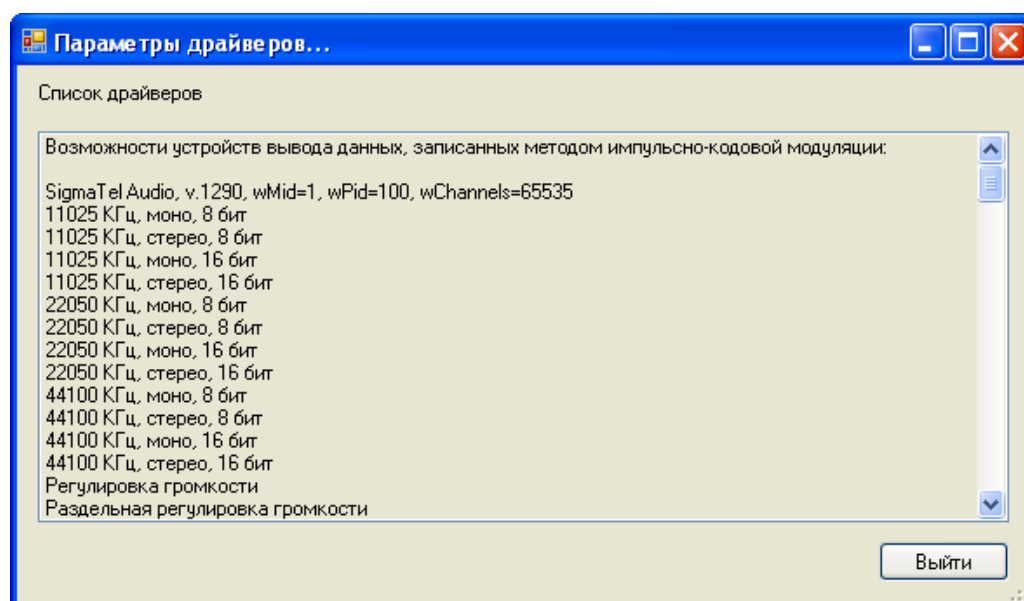 Параметры драйверов...
Список драйверов
Возможности устройств вывода данных, записанных методом импульсно-кодовой модуляции:
SigmaTel Audio, v.1290, wMid=1, wPid=100, wChannels=65535
11025 КГц, моно, 8 бит
11025 КГц, стерео, 8 бит
11025 КГц, моно, 16 бит
11025 КГц, стерео, 16 бит
22050 КГц, моно, 8 бит
22050 КГц, стерео, 8 бит
22050 КГц, моно, 16 бит
22050 КГц, стерео, 16 бит
44100 КГц, моно, 8 бит
44100 КГц, стерео, 8 бит
44100 КГц, моно, 16 бит
44100 КГц, стерео, 16 бит
Регулировка громкости
Раздельная регулировка громкости
Выйти